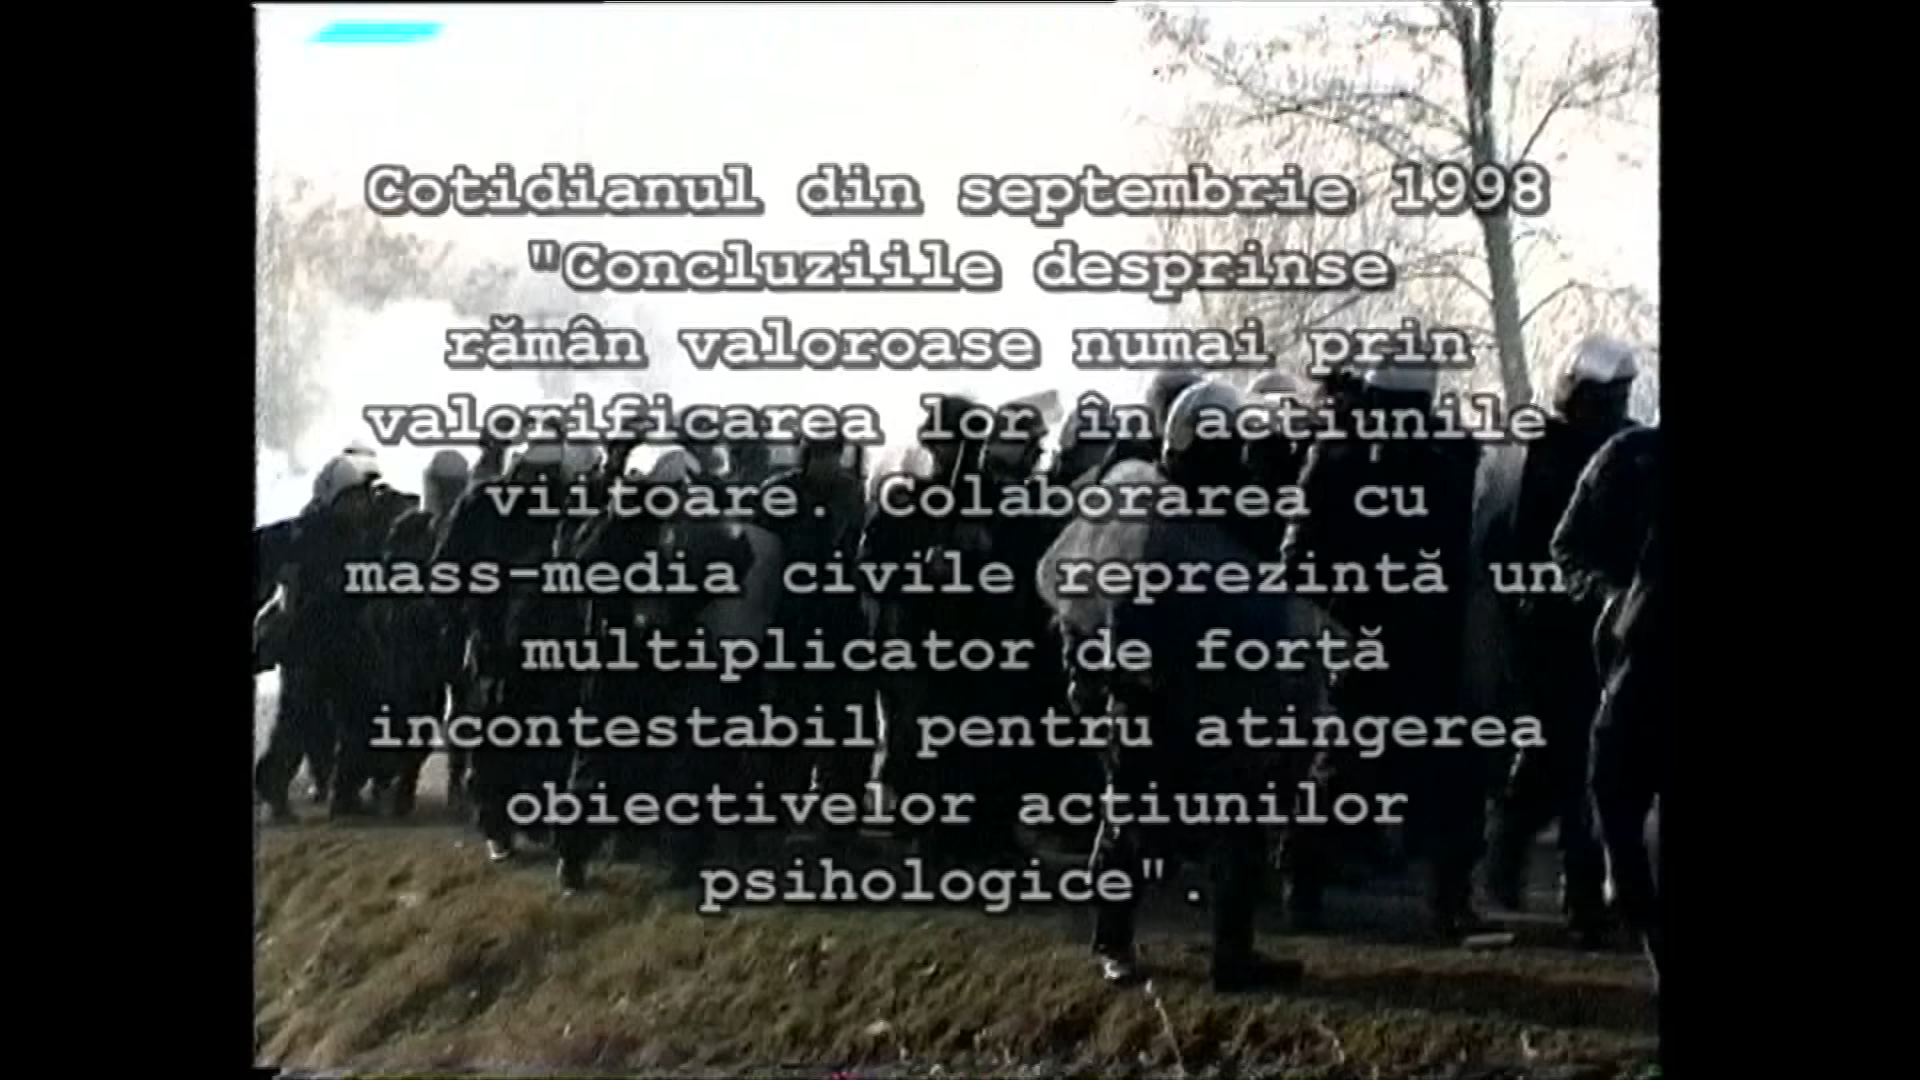 Cotidianul din septembrie 1998
"Concluziile desprinse
rămân valoroase numai prin
valorificarea lor în actiunile
viitoare. Colaborarea cu
mass-media civile reprezintă un
multiplicator de fortă
incontestabil pentru atingerea
obiectivelor actiunilor
psihologice".